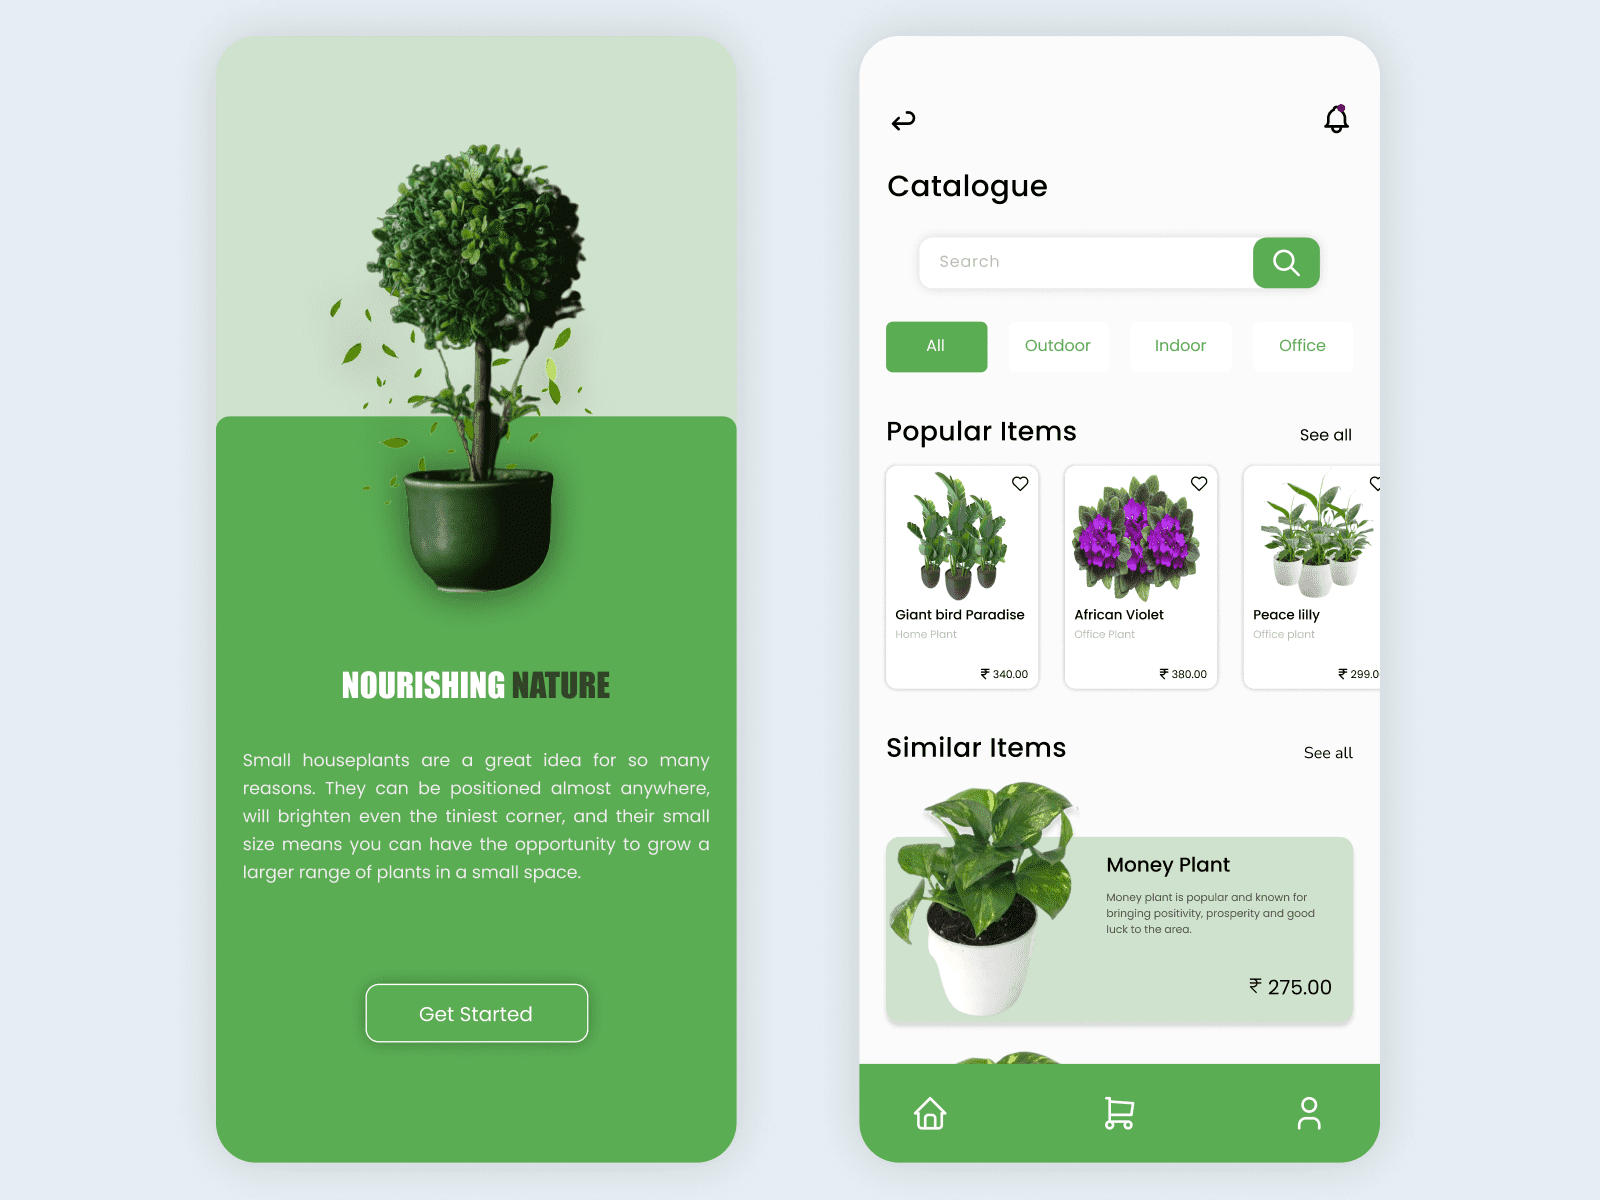 NOURISHING NATURE
Small houseplants are a great idea for so many
reasons. They can be positioned almost anywhere,
will brighten even the tiniest corner, and their small
size means you can have the opportunity to grow a
larger range of plants in a small space.
Get Started
Catalogue
Search
All Outdoor Indoor Office
Popular Items See all
Giant bird Paradise
Home Plant
₹ 340.00
African Violet
Office Plant
₹ 380.00
Peace lilly
Office plant
₹ 299.0
Similar Items See all
Money Plant
Money plant is popular and known for
bringing positivity, prosperity and good
luck to the area.
₹ 275.00